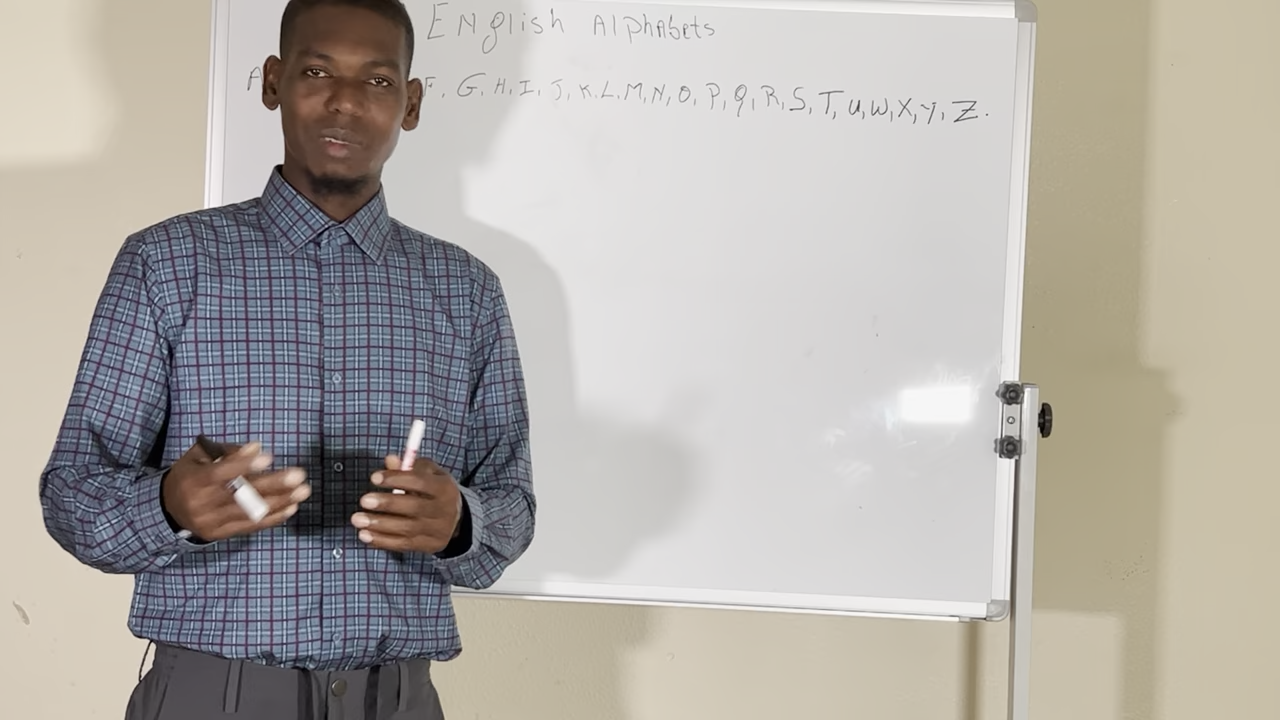 English Alphabets
A F, G, H, I, J, K, L, M, N, O, P, Q, R, S, T, U, W, X, Y, Z.